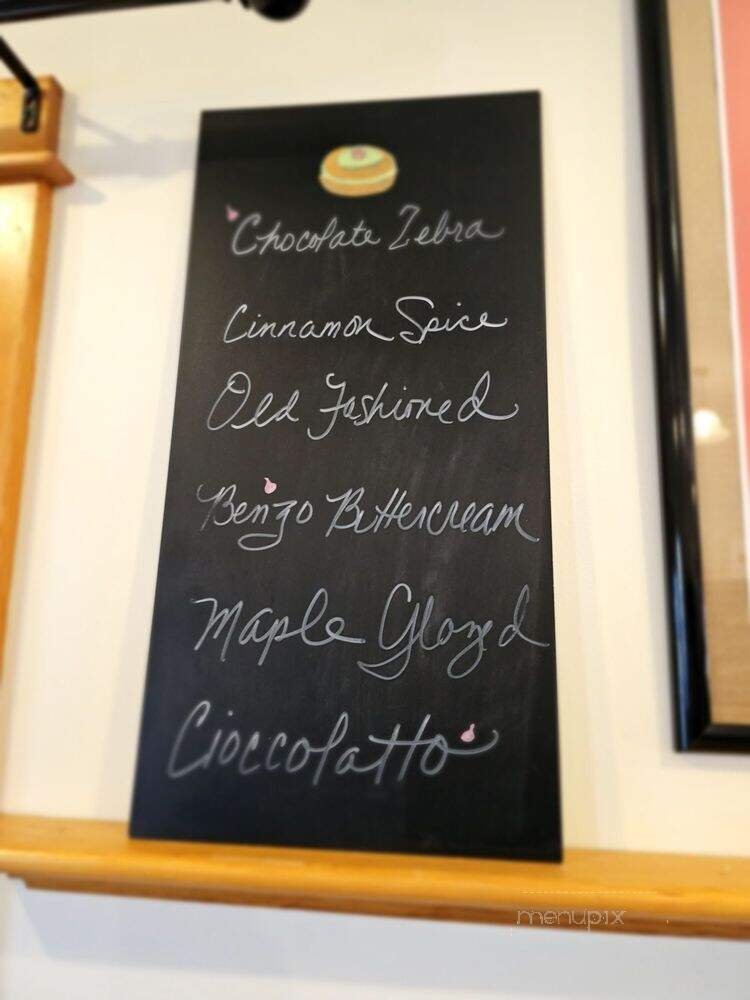 Chocolate Zebra
Cinnamon Spice
Old Fashioned
Benzo Buttercream
Maple Glazed
Cioccolatto
menupix